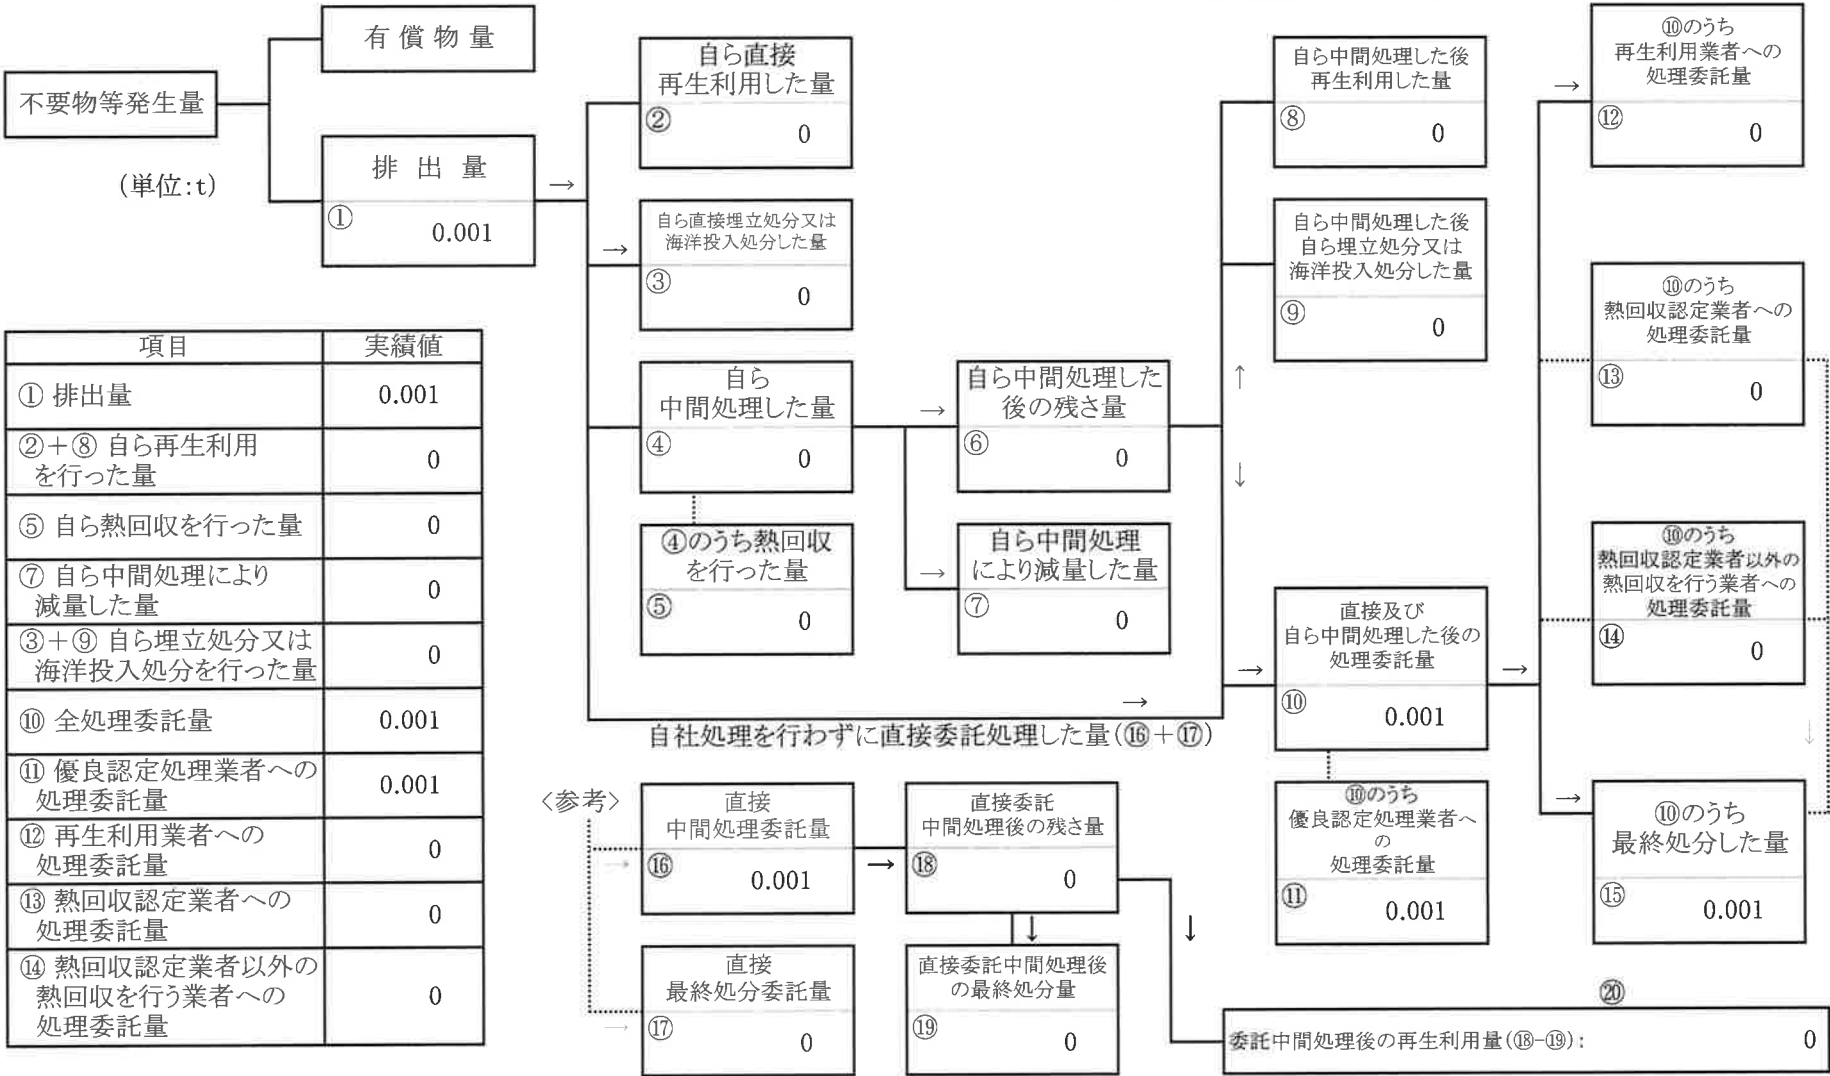 不要物等発生量
有 償 物 量
(単位:t)
排 出 量
①
0.001
→
自ら直接
再生利用した量
②
0
→
自ら直接埋立処分又は
海洋投入処分した量
③
0
自ら
中間処理した量
④
0
④のうち熱回収
を行った量
⑤
0
→
自ら中間処理した
後の残さ量
⑥
0
→
自ら中間処理
により減量した量
⑦
0
↑
↓
自ら中間処理した後
再生利用した量
⑧
0
自ら中間処理した後
自ら埋立処分又は
海洋投入処分した量
⑨
0
→
自社処理を行わずに直接委託処理した量(⑯+⑰)
→
直接及び
自ら中間処理した後の
処理委託量
⑩
0.001
⑩のうち
優良認定処理業者へ
の
処理委託量
⑪
0.001
→
→
⑩のうち
再生利用業者への
処理委託量
⑫
0
⑩のうち
熱回収認定業者への
処理委託量
⑬
0
⑩のうち
熱回収認定業者以外の
熱回収を行う業者への
処理委託量
⑭
0
↓
→
⑩のうち
最終処分した量
⑮
0.001
項目 実績値
① 排出量 0.001
②+⑧ 自ら再生利用
を行った量 0
⑤ 自ら熱回収を行った量 0
⑦ 自ら中間処理により
減量した量 0
③+⑨ 自ら埋立処分又は
海洋投入処分を行った量 0
⑩ 全処理委託量 0.001
⑪ 優良認定処理業者への
処理委託量 0.001
⑫ 再生利用業者への
処理委託量 0
⑬ 熱回収認定業者への
処理委託量 0
⑭ 熱回収認定業者以外の
熱回収を行う業者への
処理委託量 0
〈参考〉
→
直接
中間処理委託量
⑯
0.001
→
直接委託
中間処理後の残さ量
⑱
0
→
直接
最終処分委託量
⑰
0
↓
直接委託中間処理後
の最終処分量
⑲
0
↓
⑳
委託中間処理後の再生利用量(⑱-⑲): 0